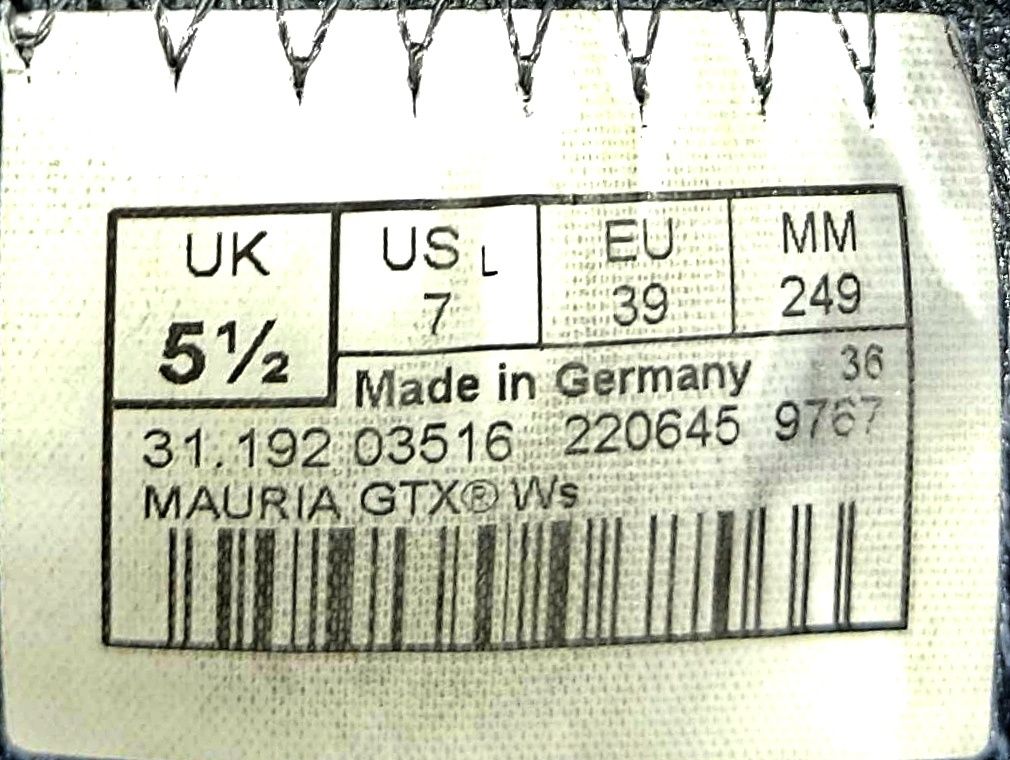 UK US L EU MM
5½ 7 39 249
Made in Germany 36
31.192 03516 220645 9767
MAURIA GTX® Ws